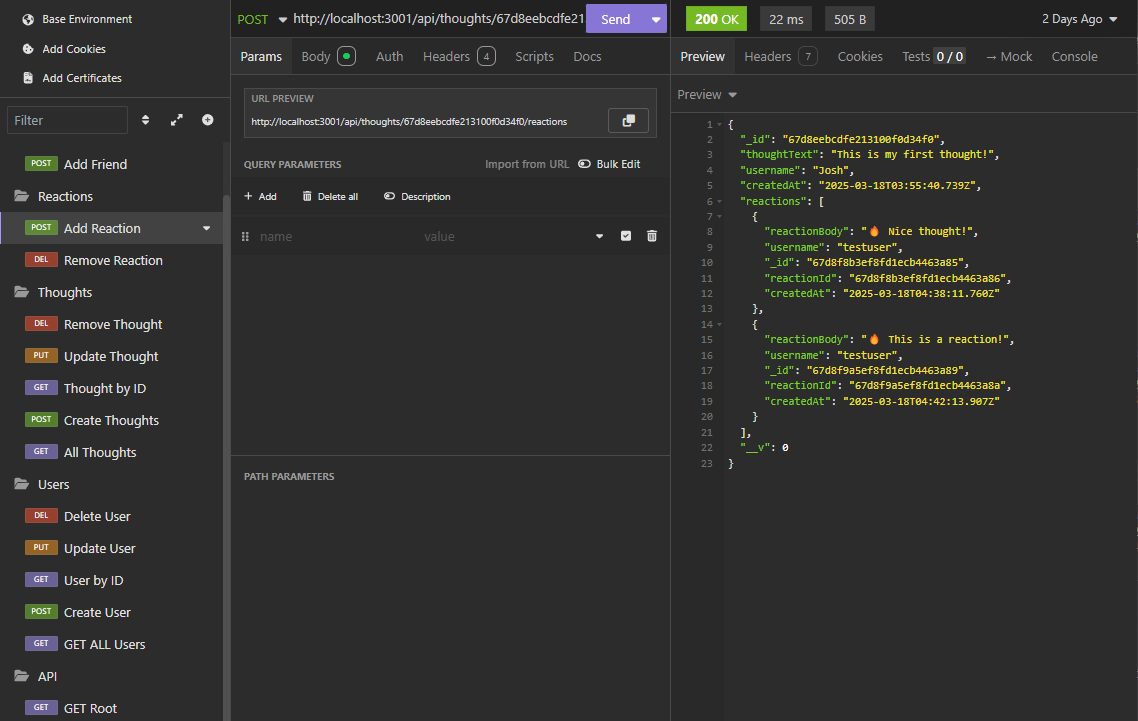 Base Environment
Add Cookies
Add Certificates
Filter
POST Add Friend
Reactions
POST Add Reaction
DEL Remove Reaction
Thoughts
DEL Remove Thought
PUT Update Thought
GET Thought by ID
POST Create Thoughts
GET All Thoughts
Users
DEL Delete User
PUT Update User
GET User by ID
POST Create User
GET GET ALL Users
API
GET GET Root
POST http://localhost:3001/api/thoughts/67d8eebcdfe21 Send
Params Body Auth Headers 4 Scripts Docs
URL PREVIEW
http://localhost:3001/api/thoughts/67d8eebcdfe213100f0d34f0/reactions
QUERY PARAMETERS Import from URL Bulk Edit
+ Add Delete all Description
name value
PATH PARAMETERS
200 OK 22 ms 505 B 2 Days Ago
Preview Headers 7 Cookies Tests 0 / 0 → Mock Console
Preview
1 {
2 "_id": "67d8eebcdfe213100f0d34f0",
3 "thoughtText": "This is my first thought!",
4 "username": "Josh",
5 "createdAt": "2025-03-18T03:55:40.739Z",
6 "reactions": [
7 {
8 "reactionBody": "🔥 Nice thought!",
9 "username": "testuser",
10 "_id": "67d8f8b3ef8fd1ecb4463a85",
11 "reactionId": "67d8f8b3ef8fd1ecb4463a86",
12 "createdAt": "2025-03-18T04:38:11.760Z"
13 },
14 {
15 "reactionBody": "🔥 This is a reaction!",
16 "username": "testuser",
17 "_id": "67d8f9a5ef8fd1ecb4463a89",
18 "reactionId": "67d8f9a5ef8fd1ecb4463a8a",
19 "createdAt": "2025-03-18T04:42:13.907Z"
20 }
21 ],
22 "__v": 0
23 }